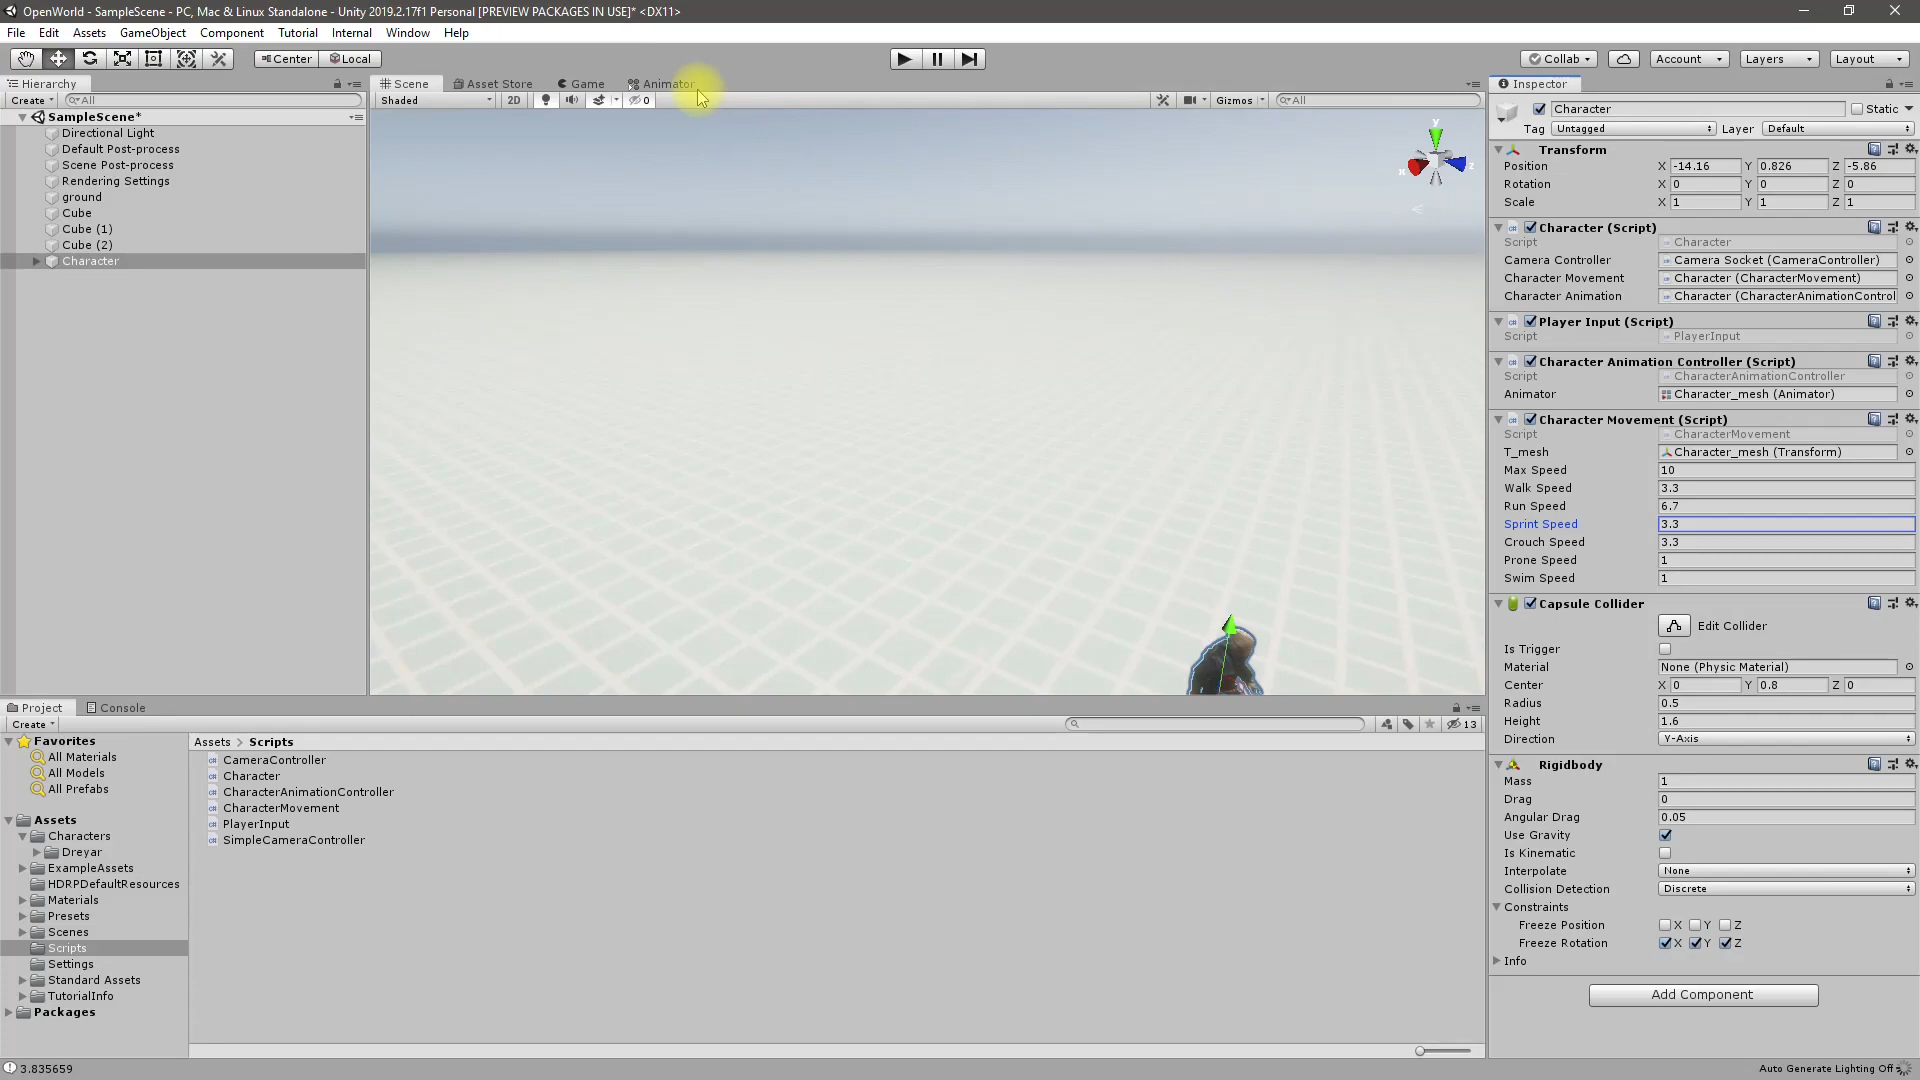 OpenWorld - SampleScene - PC, Mac & Linux Standalone - Unity 2019.2.17f1 Personal [PREVIEW PACKAGES IN USE]* <DX11>
File Edit Assets GameObject Component Tutorial Internal Window Help
Center Local Collab Account Layers Layout
Hierarchy
Create All
SampleScene*
Directional Light
Default Post-process
Scene Post-process
Rendering Settings
ground
Cube
Cube (1)
Cube (2)
Character
Scene Asset Store Game Animator
Shaded 2D 0 Gizmos All
y
x z
Inspector
Character Static
Tag Untagged Layer Default
Transform
Position X -14.16 Y 0.826 Z -5.86
Rotation X 0 Y 0 Z 0
Scale X 1 Y 1 Z 1
Character (Script)
Script Character
Camera Controller Camera Socket (CameraController)
Character Movement Character (CharacterMovement)
Character Animation Character (CharacterAnimationControl
Player Input (Script)
Script PlayerInput
Character Animation Controller (Script)
Script CharacterAnimationController
Animator Character_mesh (Animator)
Character Movement (Script)
Script CharacterMovement
T_mesh Character_mesh (Transform)
Max Speed 10
Walk Speed 3.3
Run Speed 6.7
Sprint Speed 3.3
Crouch Speed 3.3
Prone Speed 1
Swim Speed 1
Capsule Collider
Edit Collider
Is Trigger
Material None (Physic Material)
Center X 0 Y 0.8 Z 0
Radius 0.5
Height 1.6
Direction Y-Axis
Rigidbody
Mass 1
Drag 0
Angular Drag 0.05
Use Gravity
Is Kinematic
Interpolate None
Collision Detection Discrete
Constraints
Freeze Position X Y Z
Freeze Rotation X Y Z
Info
Add Component
Project Console
Create 13
Favorites
All Materials
All Models
All Prefabs
Assets
Characters
Dreyar
ExampleAssets
HDRPDefaultResources
Materials
Presets
Scenes
Scripts
Settings
Standard Assets
TutorialInfo
Packages
Assets > Scripts
CameraController
Character
CharacterAnimationController
CharacterMovement
PlayerInput
SimpleCameraController
3.835659
Auto Generate Lighting Off